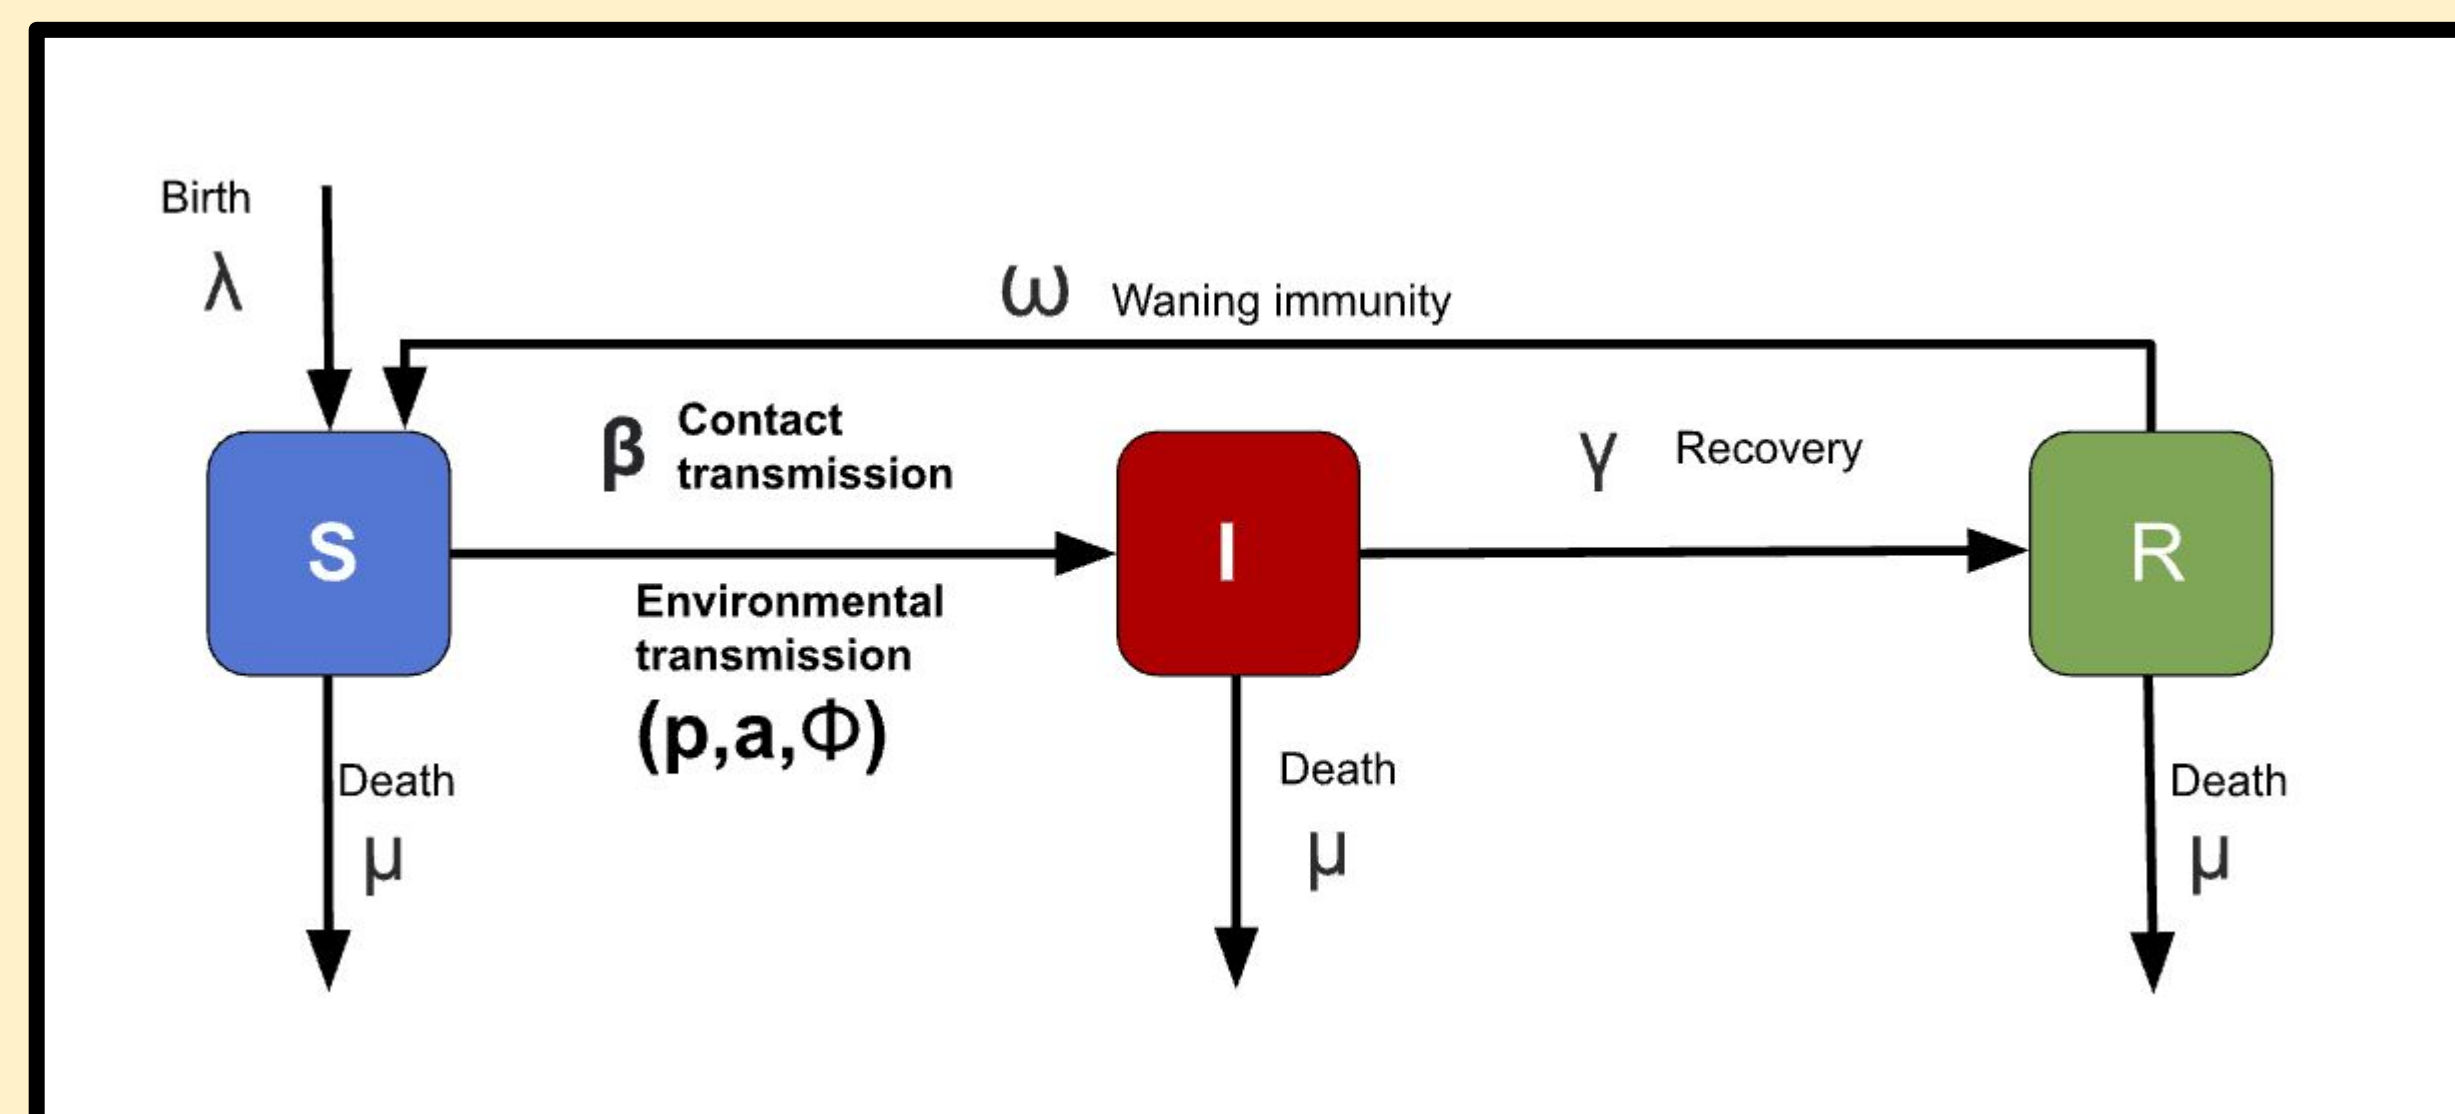 Birth
λ
ω Waning immunity
β Contact
transmission
γ Recovery
S
I
R
Environmental
transmission
(p,a,Φ)
Death
μ
Death
μ
Death
μ